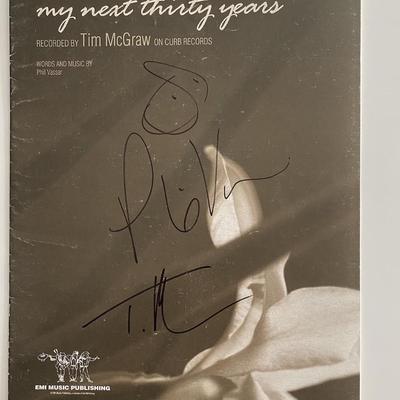 my next thirty years
RECORDED BY Tim McGraw ON CURB RECORDS
WORDS AND MUSIC BY
Phil Vassar
EMI MUSIC PUBLISHING